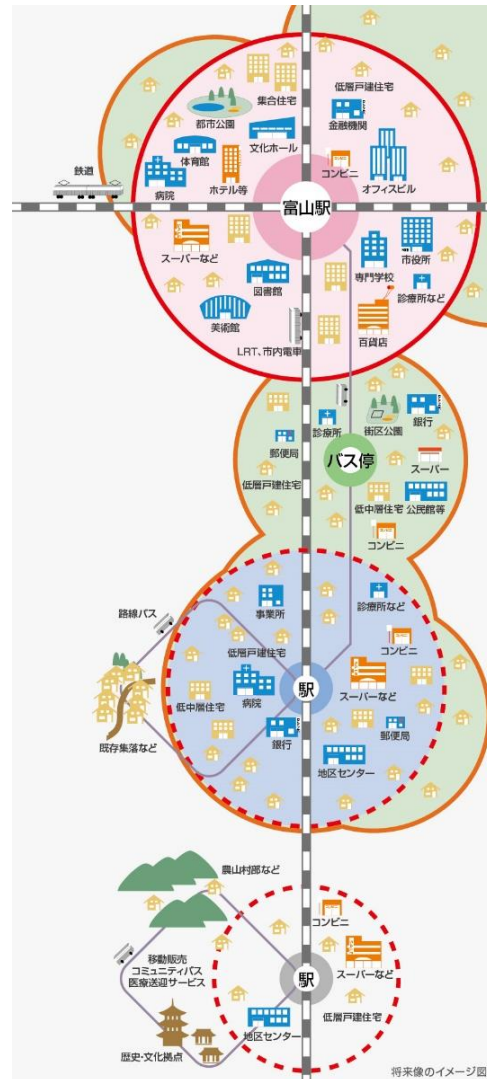 集合住宅
低層戸建住宅
都市公園
金融機関
文化ホール
体育館
コンビニ
鉄道
病院
ホテル等
オフィスビル
富山駅
スーパーなど
専門学校
市役所
図書館
診療所など
美術館
百貨店
LRT、市内電車
診療所
街区公園
銀行
郵便局
バス停
スーパー
低層戸建住宅
低中層住宅
公民館等
コンビニ
事業所
診療所など
路線バス
低層戸建住宅
コンビニ
駅
低中層住宅
病院
スーパーなど
銀行
郵便局
既存集落など
地区センター
農山村部など
コンビニ
移動販売
コミュニティバス
医療送迎サービス
駅
スーパーなど
低層戸建住宅
地区センター
歴史・文化拠点
将来像のイメージ図